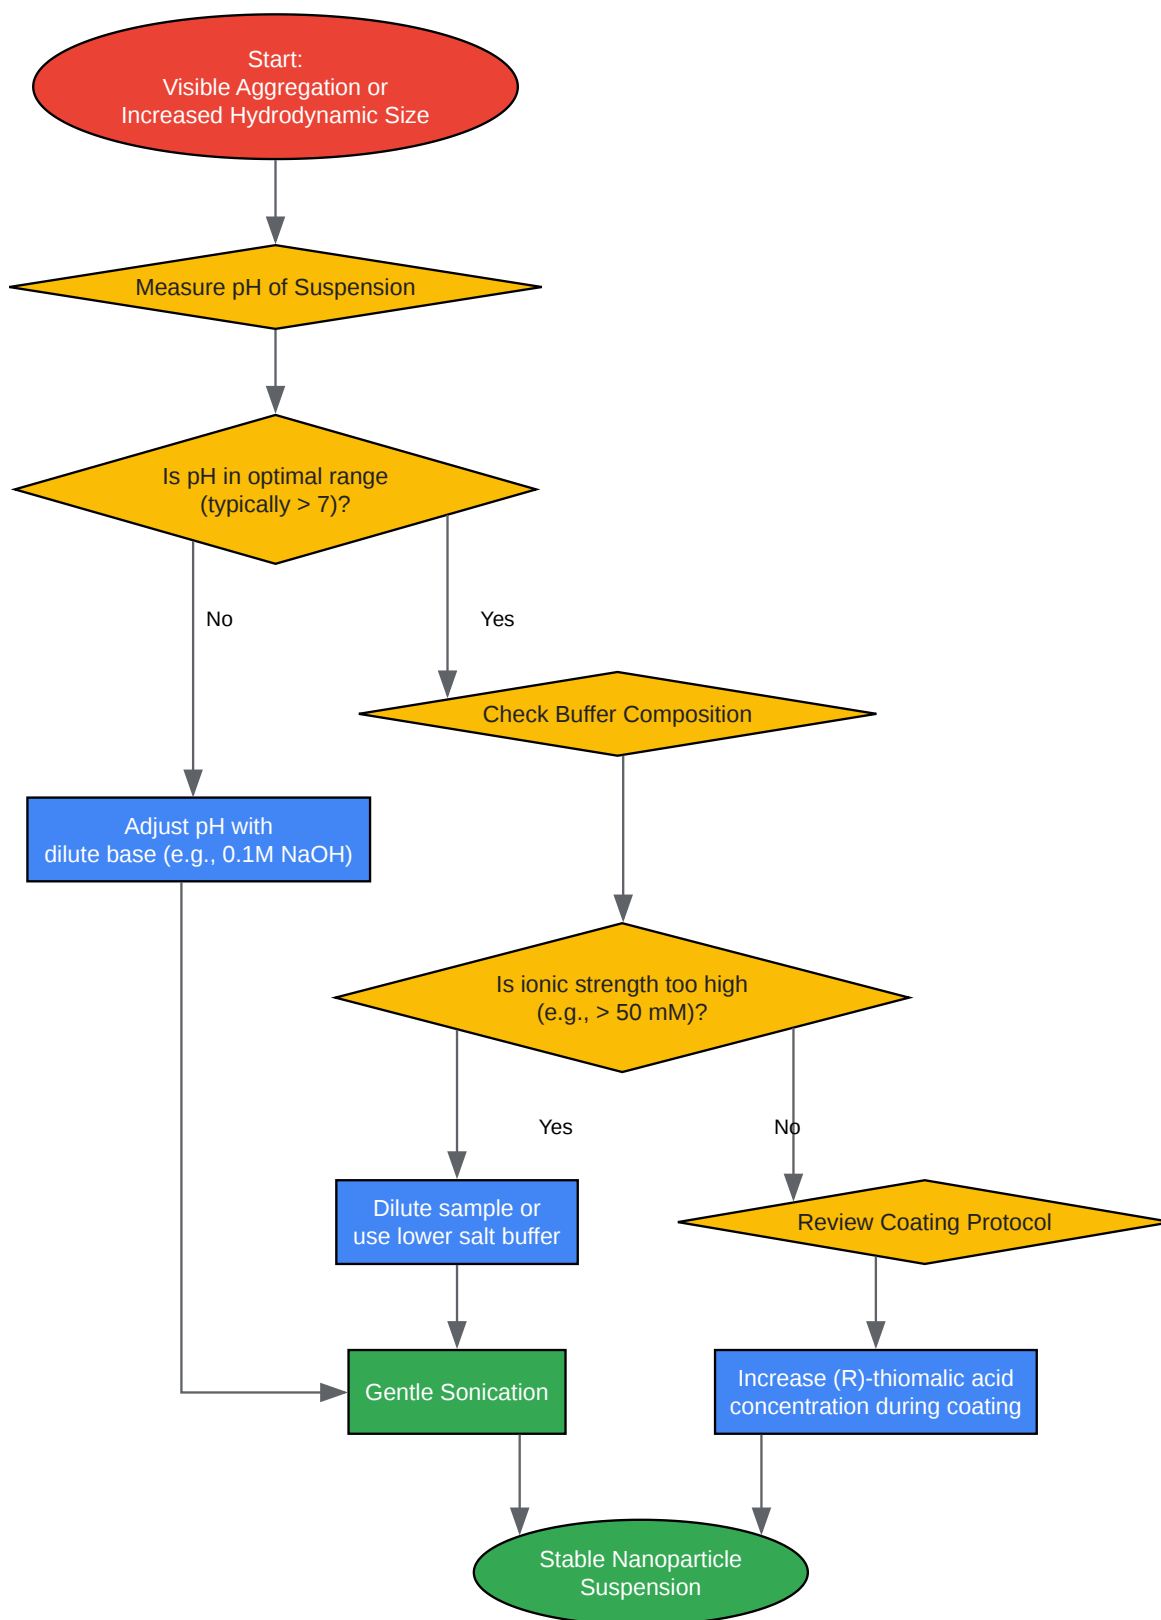 Start:
Visible Aggregation or
Increased Hydrodynamic Size
Measure pH of Suspension
Is pH in optimal range
(typically > 7)?
No
Yes
Check Buffer Composition
Adjust pH with
dilute base (e.g., 0.1M NaOH)
Is ionic strength too high
(e.g., > 50 mM)?
Yes
No
Dilute sample or
use lower salt buffer
Review Coating Protocol
Gentle Sonication
Increase (R)-thiomalic acid
concentration during coating
Stable Nanoparticle
Suspension